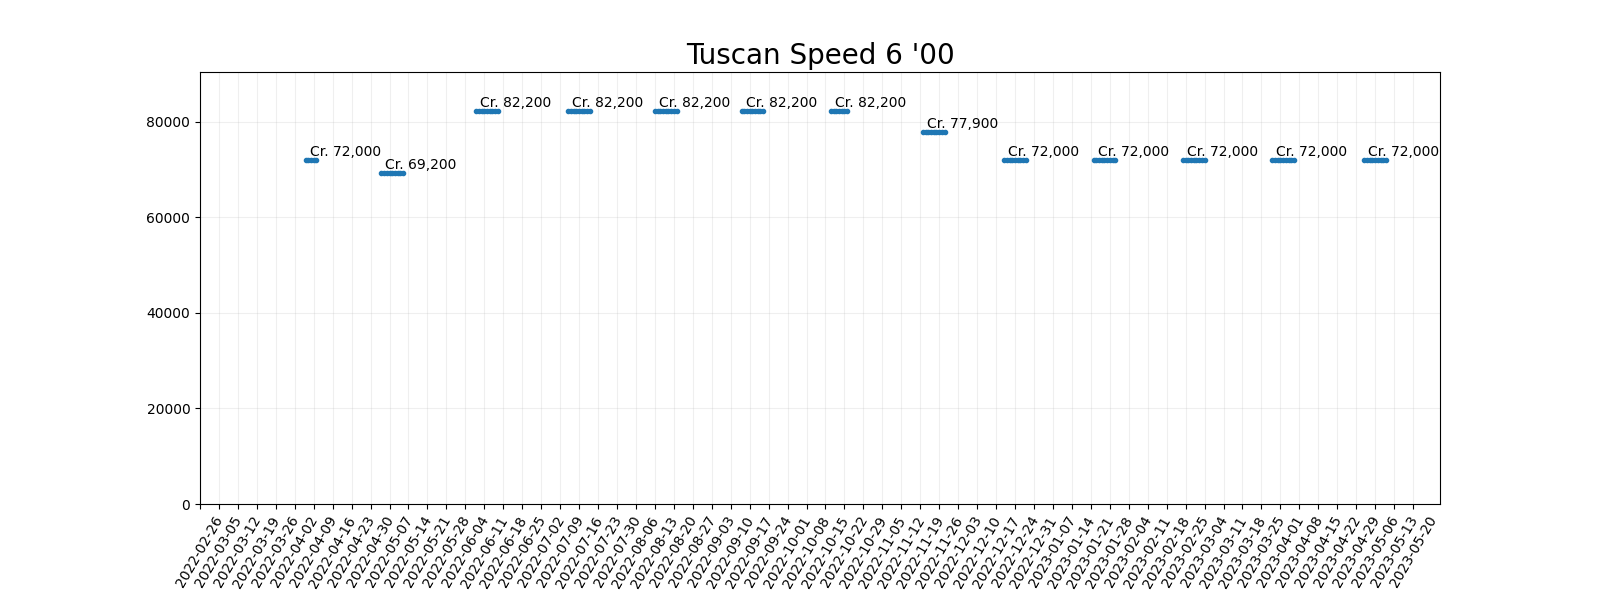 Tuscan Speed 6 '00
Cr. 82,200 Cr. 82,200 Cr. 82,200 Cr. 82,200 Cr. 82,200
80000
Cr. 77,900
Cr. 72,000 Cr. 72,000 Cr. 72,000 Cr. 72,000 Cr. 72,000 Cr. 72,000
Cr. 69,200
60000
40000
20000
0
2022-02-26 2022-03-05 2022-03-12 2022-03-19 2022-03-26 2022-04-02 2022-04-09 2022-04-16 2022-04-23 2022-04-30 2022-05-07 2022-05-14 2022-05-21 2022-05-28 2022-06-04 2022-06-11 2022-06-18 2022-06-25 2022-07-02 2022-07-09 2022-07-16 2022-07-23 2022-07-30 2022-08-06 2022-08-13 2022-08-20 2022-08-27 2022-09-03 2022-09-10 2022-09-17 2022-09-24 2022-10-01 2022-10-08 2022-10-15 2022-10-22 2022-10-29 2022-11-05 2022-11-12 2022-11-19 2022-11-26 2022-12-03 2022-12-10 2022-12-17 2022-12-24 2022-12-31 2023-01-07 2023-01-14 2023-01-21 2023-01-28 2023-02-04 2023-02-11 2023-02-18 2023-02-25 2023-03-04 2023-03-11 2023-03-18 2023-03-25 2023-04-01 2023-04-08 2023-04-15 2023-04-22 2023-04-29 2023-05-06 2023-05-13 2023-05-20